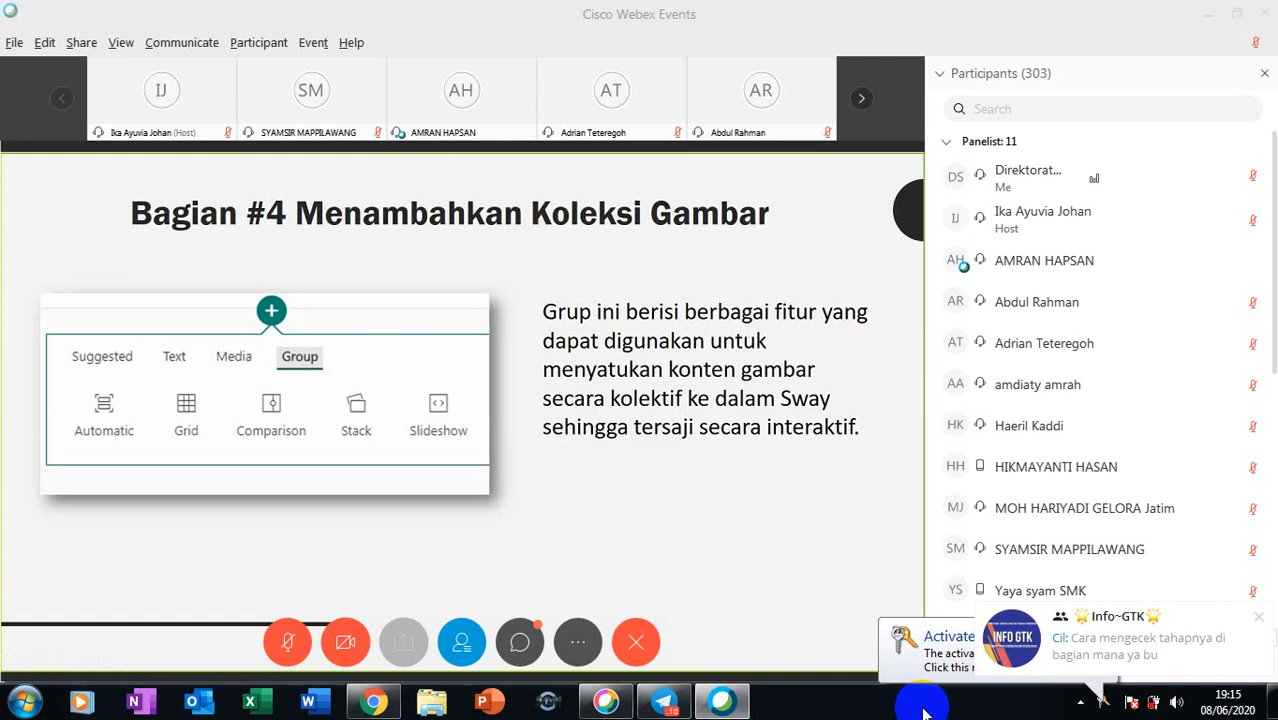 Cisco Webex Events
File Edit Share View Communicate Participant Event Help
IJ SM AH AT AR
Ika Ayuvia Johan (Host) SYAMSIR MAPPILAWANG AMRAN HAPSAN Adrian Teteregoh Abdul Rahman
Bagian #4 Menambahkan Koleksi Gambar
Suggested Text Media Group
Automatic Grid Comparison Stack Slideshow
Grup ini berisi berbagai fitur yang
dapat digunakan untuk
menyatukan konten gambar
secara kolektif ke dalam Sway
sehingga tersaji secara interaktif.
Participants (303)
Search
Panelist: 11
DS Direktorat...
Me
IJ Ika Ayuvia Johan
Host
AH AMRAN HAPSAN
AR Abdul Rahman
AT Adrian Teteregoh
AA amdiaty amrah
HK Haeril Kaddi
HH HIKMAYANTI HASAN
MJ MOH HARIYADI GELORA Jatim
SM SYAMSIR MAPPILAWANG
YS Yaya syam SMK
Activate
The activa
Click this
INFO GTK
Info~GTK
Cil: Cara mengecek tahapnya di
bagian mana ya bu
19:15
08/06/2020